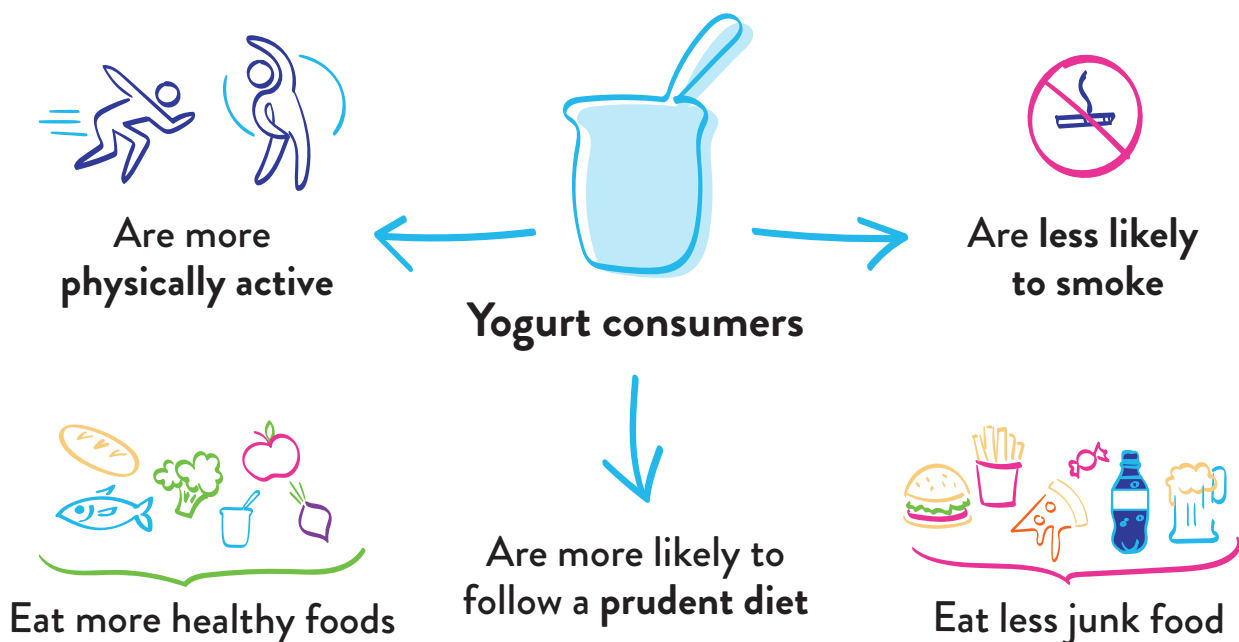 Are more
physically active
Yogurt consumers
Are less likely
to smoke
Eat more healthy foods
Are more likely to
follow a prudent diet
Eat less junk food